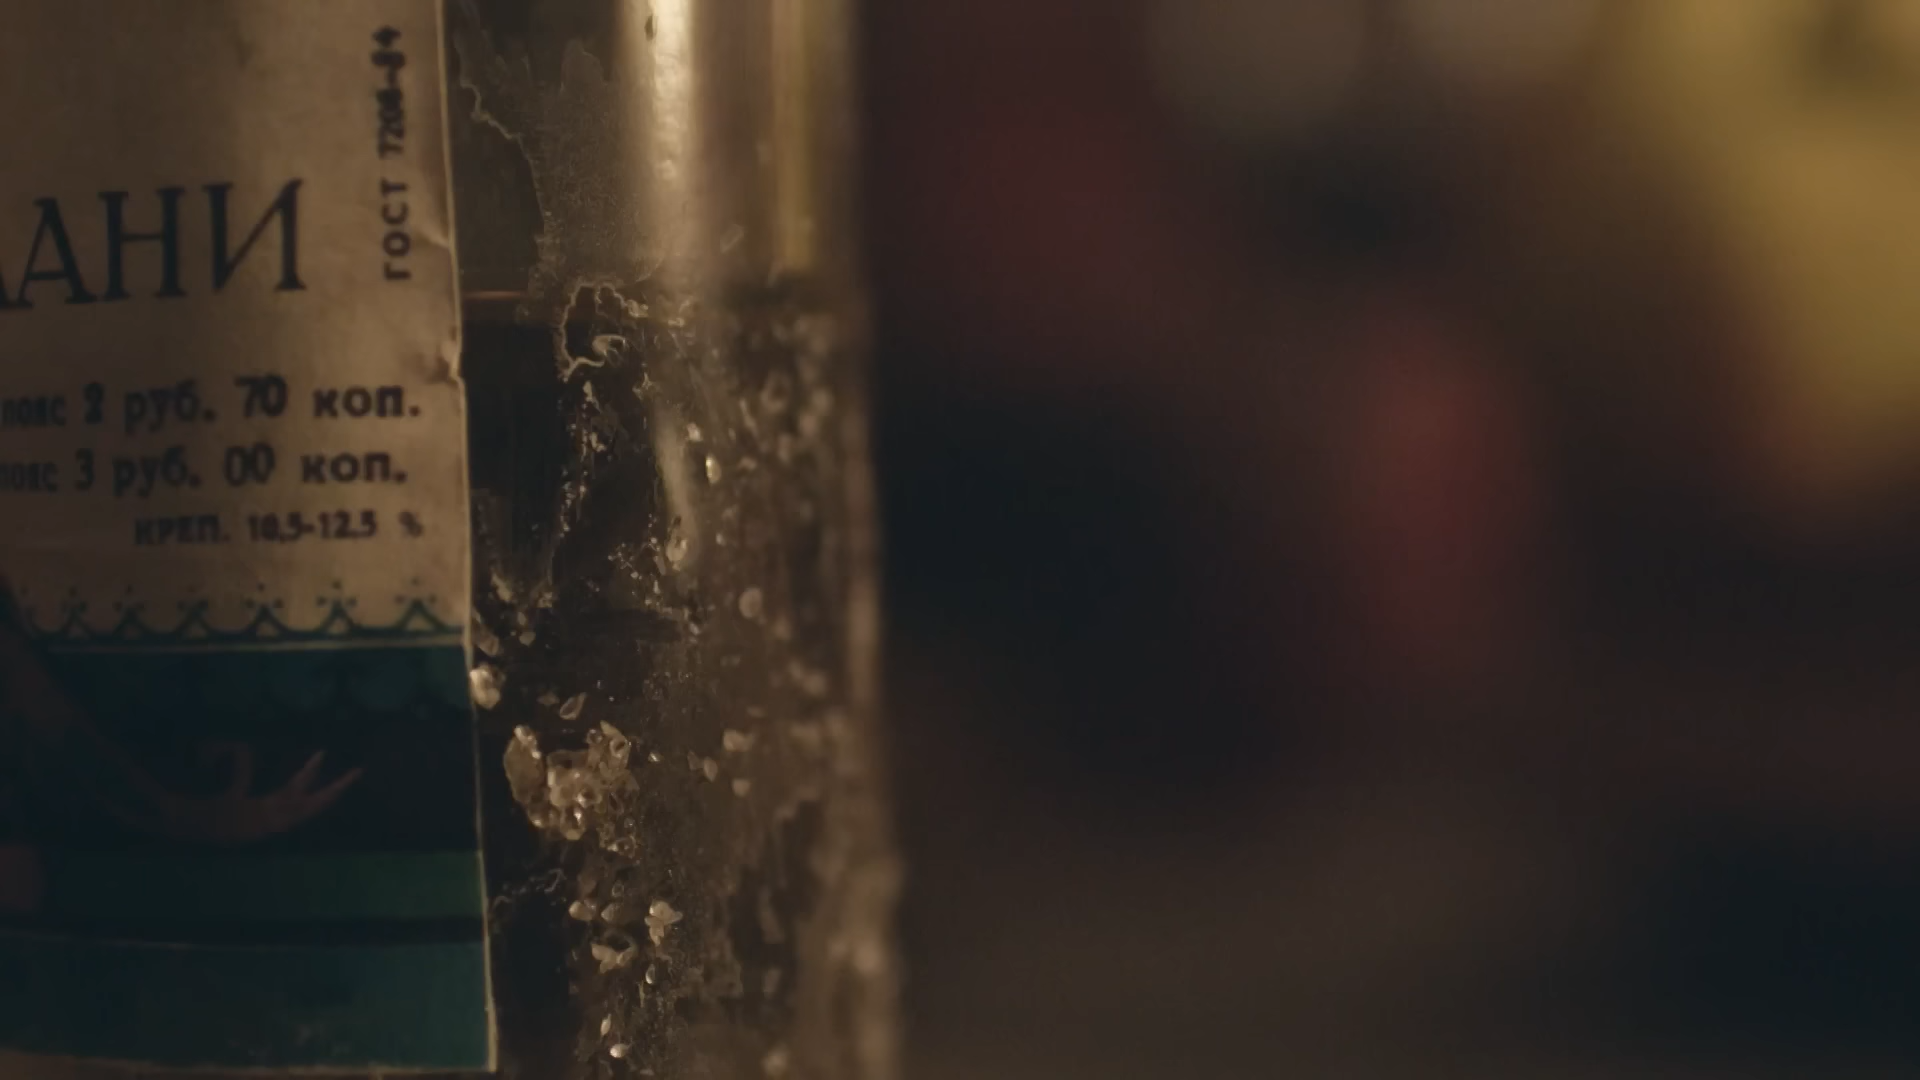 ГОСТ 7208-84
АНИ
пояс 2 руб. 70 коп.
пояс 3 руб. 00 коп.
КРЕП. 10,5-12,5 %